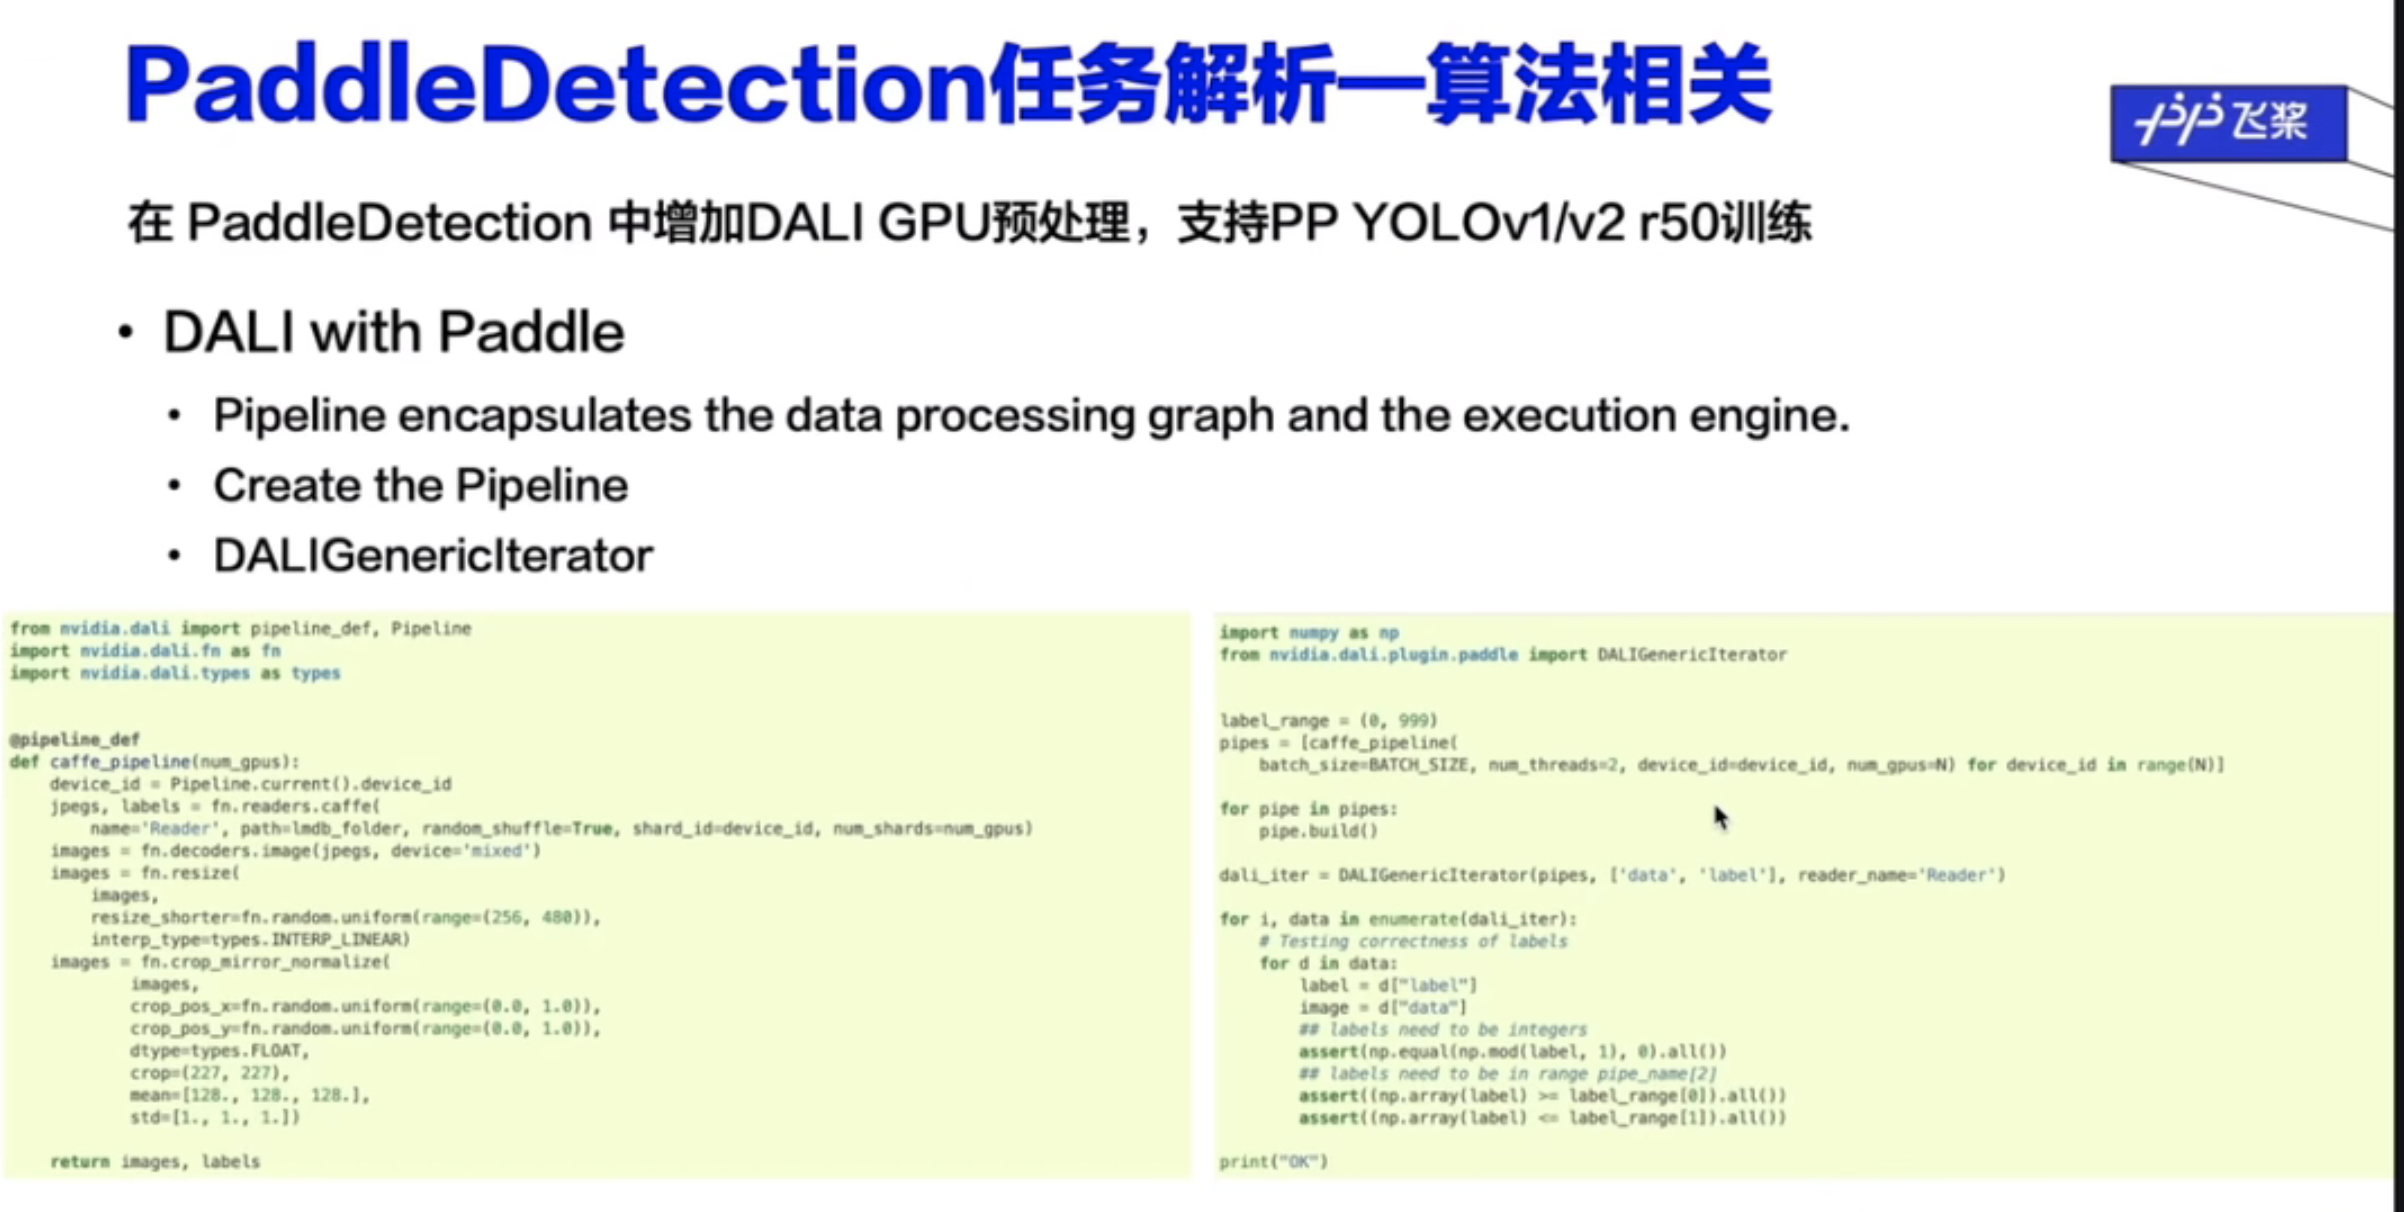 PaddleDetection任务解析—算法相关
飞桨
在 PaddleDetection 中增加DALI GPU预处理，支持PP YOLOv1/v2 r50训练
• DALI with Paddle
• Pipeline encapsulates the data processing graph and the execution engine.
• Create the Pipeline
• DALIGenericIterator
from nvidia.dali import pipeline_def, Pipeline
import nvidia.dali.fn as fn
import nvidia.dali.types as types
@pipeline_def
def caffe_pipeline(num_gpus):
    device_id = Pipeline.current().device_id
    jpegs, labels = fn.readers.caffe(
        name='Reader', path=lmdb_folder, random_shuffle=True, shard_id=device_id, num_shards=num_gpus)
    images = fn.decoders.image(jpegs, device='mixed')
    images = fn.resize(
        images,
        resize_shorter=fn.random.uniform(range=(256, 480)),
        interp_type=types.INTERP_LINEAR)
    images = fn.crop_mirror_normalize(
            images,
            crop_pos_x=fn.random.uniform(range=(0.0, 1.0)),
            crop_pos_y=fn.random.uniform(range=(0.0, 1.0)),
            dtype=types.FLOAT,
            crop=(227, 227),
            mean=[128., 128., 128.],
            std=[1., 1., 1.])
    return images, labels
import numpy as np
from nvidia.dali.plugin.paddle import DALIGenericIterator
label_range = (0, 999)
pipes = [caffe_pipeline(
    batch_size=BATCH_SIZE, num_threads=2, device_id=device_id, num_gpus=N) for device_id in range(N)]
for pipe in pipes:
    pipe.build()
dali_iter = DALIGenericIterator(pipes, ['data', 'label'], reader_name='Reader')
for i, data in enumerate(dali_iter):
    # Testing correctness of labels
    for d in data:
        label = d["label"]
        image = d["data"]
        ## labels need to be integers
        assert(np.equal(np.mod(label, 1), 0).all())
        ## labels need to be in range pipe_name[2]
        assert((np.array(label) >= label_range[0]).all())
        assert((np.array(label) <= label_range[1]).all())
print("OK")